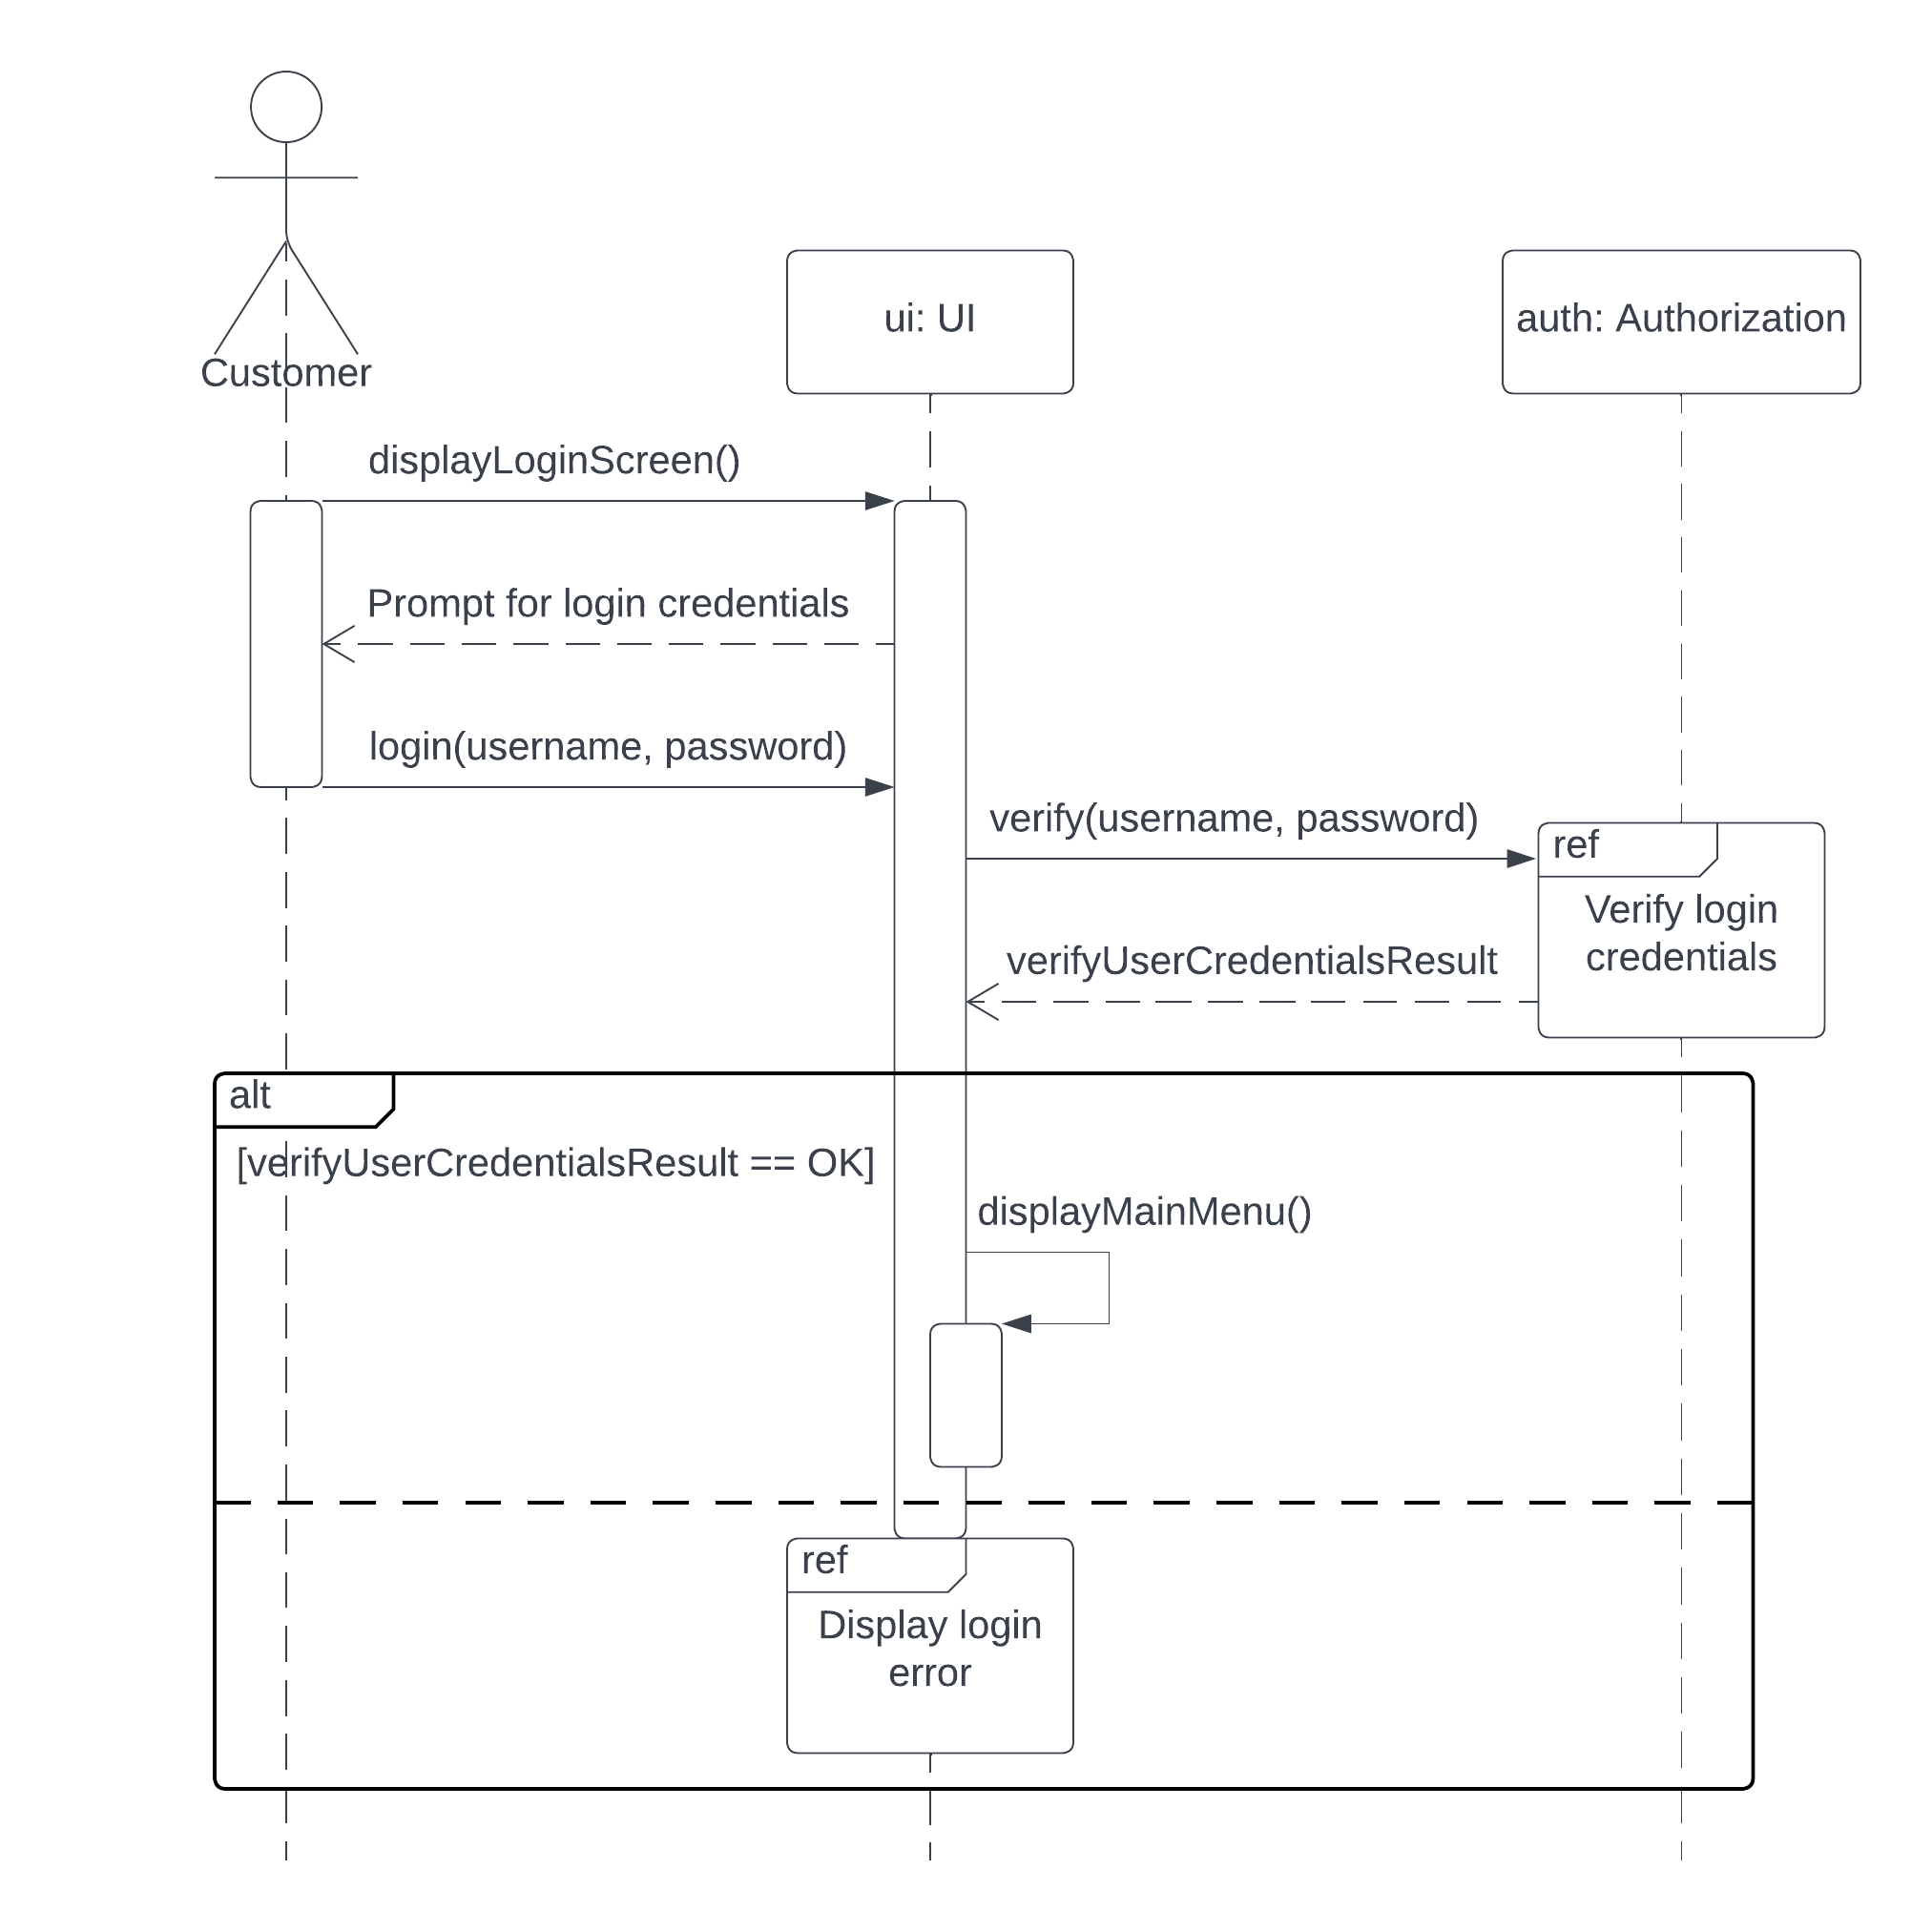 Customer
ui: UI
auth: Authorization
displayLoginScreen()
Prompt for login credentials
login(username, password)
verify(username, password)
ref
Verify login
credentials
verifyUserCredentialsResult
alt
[verifyUserCredentialsResult == OK]
displayMainMenu()
ref
Display login
error